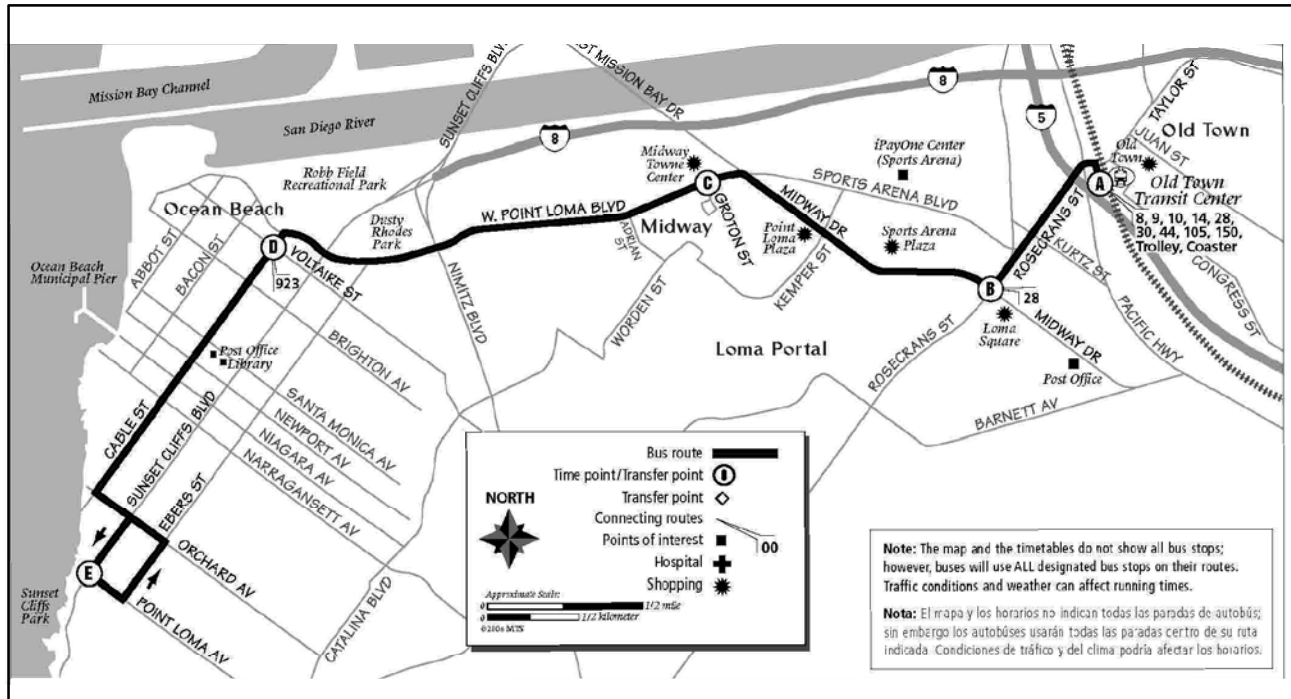 Mission Bay Channel
San Diego River
SUNSET CLIFFS BLVD
EAST MISSION BAY DR
8
8
5
TAYLOR ST
JUAN ST
Old Town
Old
Town
Old Town
Transit Center
8, 9, 10, 14, 28,
30, 44, 105, 150,
Trolley, Coaster
CONGRESS ST
A
iPayOne Center
(Sports Arena)
Midway
Towne
Center
C
SPORTS ARENA BLVD
ROSECRANS ST
KURTZ ST
PACIFIC HWY
Robb Field
Recreational Park
Ocean Beach
Dusty
Rhodes
Park
W. POINT LOMA BLVD
ADRIAN ST
Midway
GROTON ST
MIDWAY DR
Point
Loma
Plaza
Sports Arena
Plaza
KEMPER ST
B
28
Loma
Square
MIDWAY DR
Post Office
BARNETT AV
D
923
VOLTAIRE ST
ABBOT ST
BACON ST
Ocean Beach
Municipal Pier
NIMITZ BLVD
WORDEN ST
Loma Portal
ROSECRANS ST
BRIGHTON AV
Post Office
Library
SANTA MONICA AV
NEWPORT AV
NIAGARA AV
NARRAGANSETT AV
CABLE ST
SUNSET CLIFFS BLVD
EBERS ST
ORCHARD AV
E
POINT LOMA AV
CATALINA BLVD
Sunset
Cliffs
Park
NORTH
Bus route
Time point/Transfer point
Transfer point
Connecting routes
00
Points of interest
Hospital
Shopping
Approximate Scale:
0 1/2 mile
0 1/2 kilometer
©2006 MTS
Note: The map and the timetables do not show all bus stops;
however, buses will use ALL designated bus stops on their routes.
Traffic conditions and weather can affect running times.
Nota: El mapa y los horarios no indican todas las paradas de autobús;
sin embargo los autobúses usarán todas las paradas centro de su ruta
indicada. Condiciones de tráfico y del clima podría afectar los horarios.